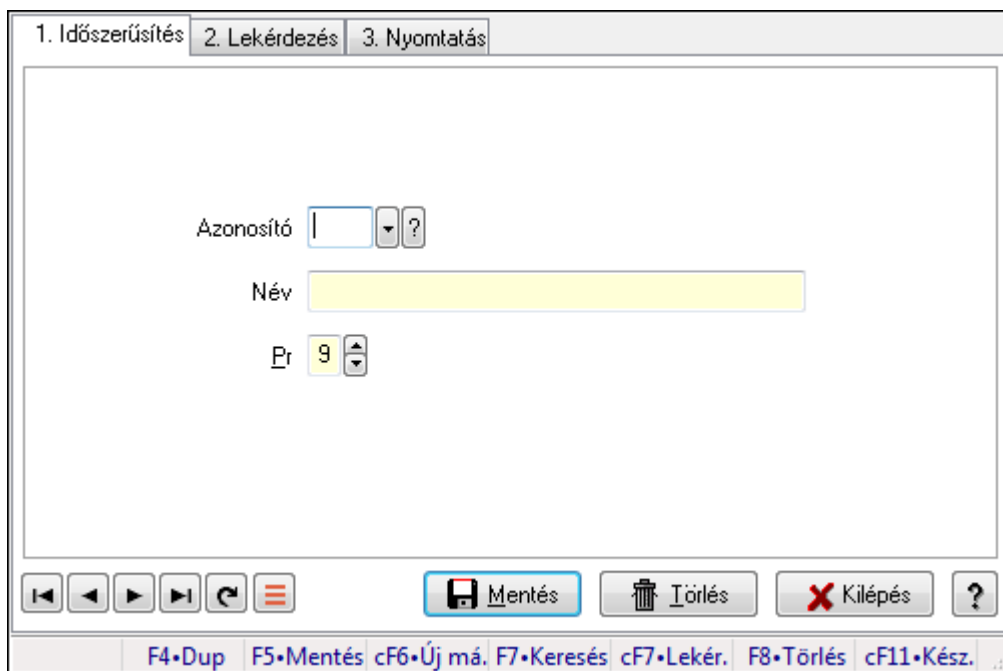 1. Időszerűsítés 2. Lekérdezés 3. Nyomtatás
Azonosító ?
Név
Pr 9
Mentés Törlés Kilépés ?
F4•Dup F5•Mentés cF6•Új má. F7•Keresés cF7•Lekér. F8•Törlés cF11•Kész.